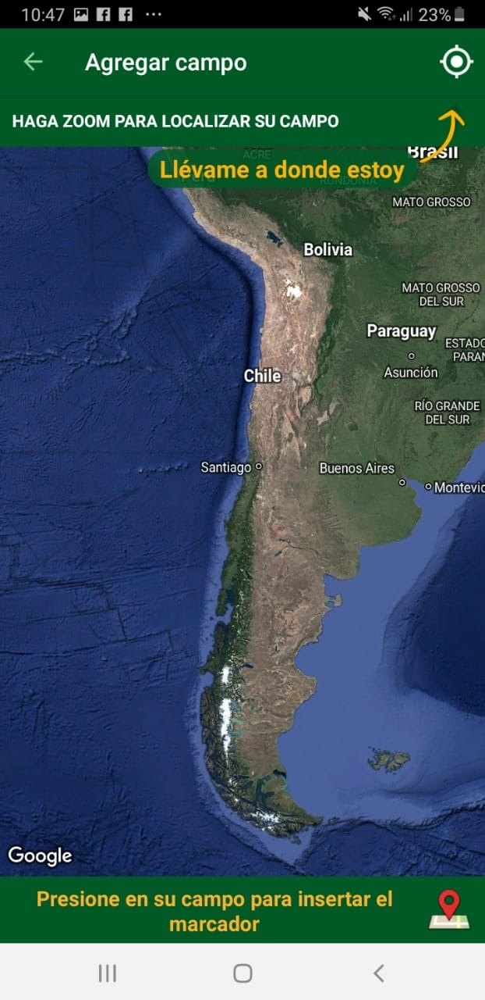 10:47
23%
Agregar campo
HAGA ZOOM PARA LOCALIZAR SU CAMPO
ACRE
Brasil
Llévame a donde estoy
Perú
RONDONIA
MATO GROSSO
Bolivia
MATO GROSSO
DEL SUR
Paraguay
ESTADO
PARAN
Asunción
Chile
RÍO GRANDE
DEL SUR
Santiago
Buenos Aires
Montevid
Google
Presione en su campo para insertar el
marcador